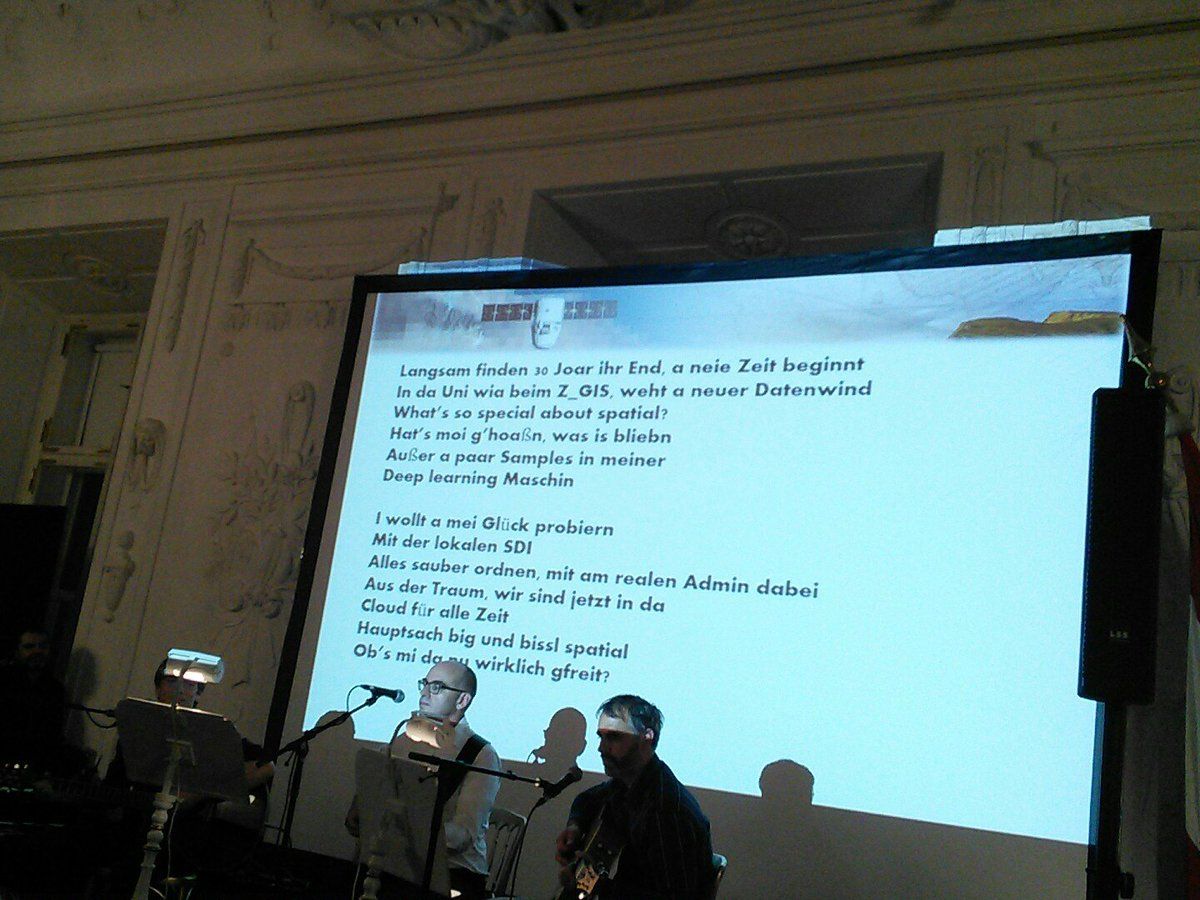 Langsam finden 30 Joar ihr End, a neie Zeit beginnt
In da Uni wia beim Z_GIS, weht a neuer Datenwind
What's so special about spatial?
Hat's moi g'hoaßn, was is bliebn
Außer a paar Samples in meiner
Deep learning Maschin
I wollt a mei Glück probiern
Mit der lokalen SDI
Alles sauber ordnen, mit am realen Admin dabei
Aus der Traum, wir sind jetzt in da
Cloud für alle Zeit
Hauptsach big und bissl spatial
Ob's mi da nu wirklich gfreit?